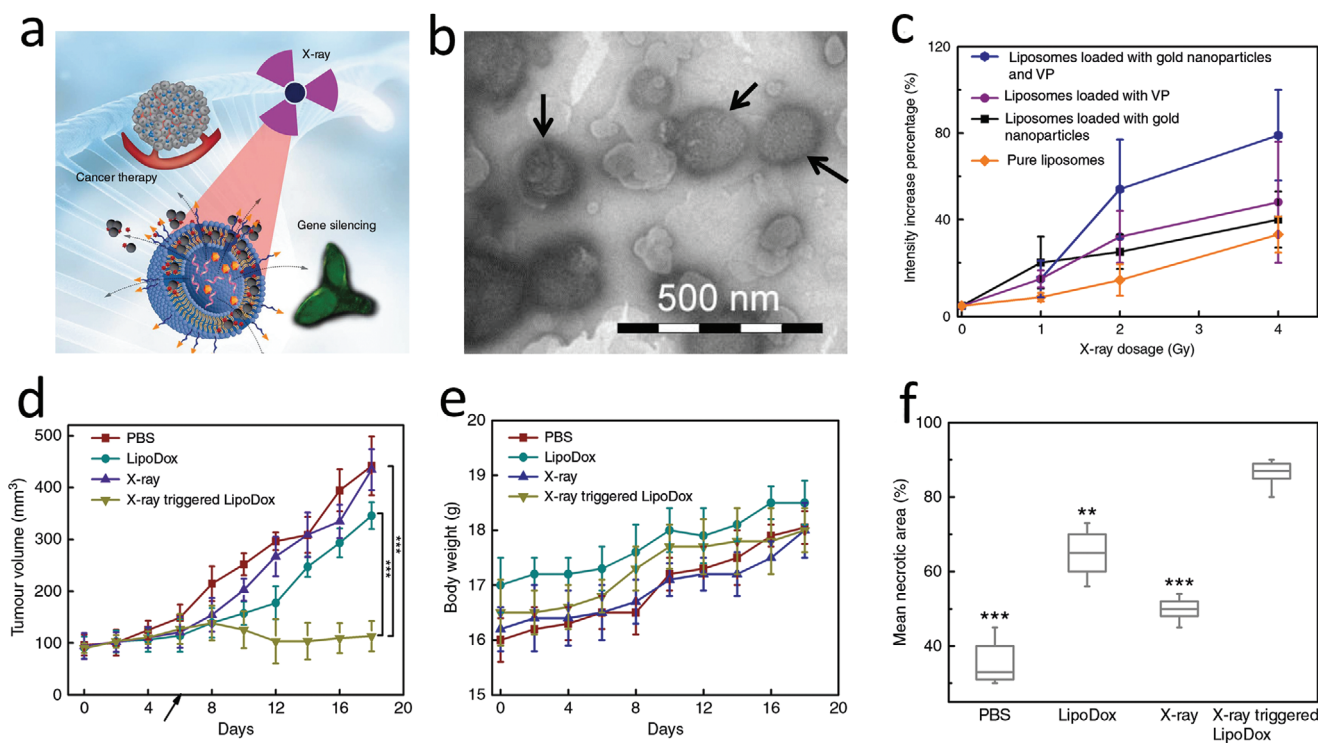 a
X-ray
Cancer therapy
Gene silencing
b
500 nm
c
120
80
40
0
Intensity increase percentage (%)
Liposomes loaded with gold nanoparticles
and VP
Liposomes loaded with VP
Liposomes loaded with gold
nanoparticles
Pure liposomes
0 1 2 3 4
X-ray dosage (Gy)
d
500
400
300
200
100
0
Tumour volume (mm³)
PBS
LipoDox
X-ray
X-ray triggered LipoDox
***
***
0 4 8 12 16 20
Days
e
20
19
18
17
16
15
Body weight (g)
PBS
LipoDox
X-ray
X-ray triggered LipoDox
0 4 8 12 16 20
Days
f
100
80
60
40
Mean necrotic area (%)
***
**
***
PBS LipoDox X-ray X-ray triggered
LipoDox